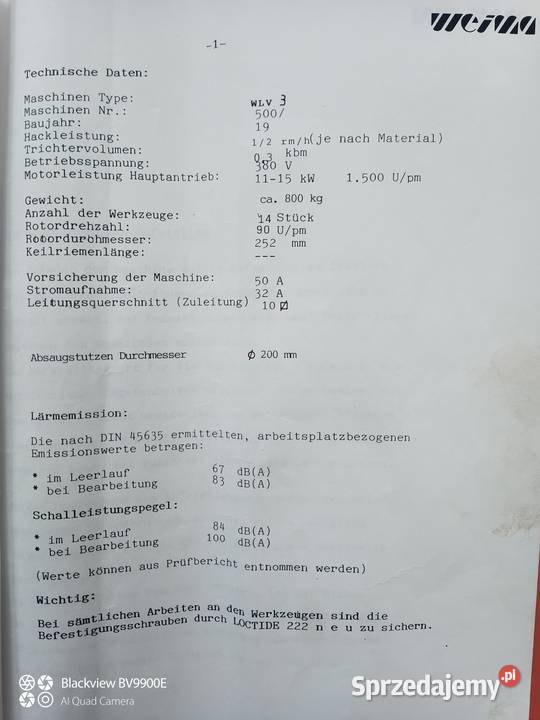 WEIMA
-1-
Technische Daten:
Maschinen Type: WLV 3
Maschinen Nr.: 500/
Baujahr: 19
Hackleistung: 1/2 rm/h(je nach Material)
Trichtervolumen: 0,3 kbm
Betriebsspannung: 380 V
Motorleistung Hauptantrieb: 11-15 kW 1.500 U/pm
Gewicht: ca. 800 kg
Anzahl der Werkzeuge: 14 Stück
Rotordrehzahl: 90 U/pm
Rotordurchmesser: 252 mm
Keilriemenlänge: ---
Vorsicherung der Maschine: 50 A
Stromaufnahme: 32 A
Leitungsquerschnitt (Zuleitung) 10 ⌀
Absaugstutzen Durchmesser ∅ 200 mm
Lärmemission:
Die nach DIN 45635 ermittelten, arbeitsplatzbezogenen
Emissionswerte betragen:
* im Leerlauf 67 dB(A)
* bei Bearbeitung 83 dB(A)
Schalleistungspegel:
* im Leerlauf 84 dB(A)
* bei Bearbeitung 100 dB(A)
(Werte können aus Prüfbericht entnommen werden)
Wichtig:
Bei sämtlichen Arbeiten an den Werkzeugen sind die
Befestigungsschrauben durch LOCTIDE 222 n e u zu sichern.
Blackview BV9900E
AI Quad Camera
Sprzedajemy.pl